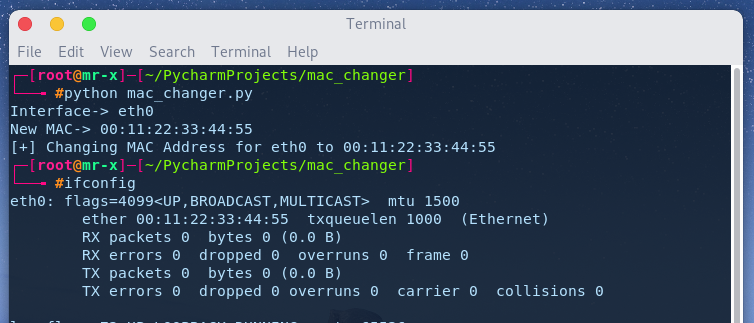 Terminal
File Edit View Search Terminal Help
┌─[root@mr-x]─[~/PycharmProjects/mac_changer]
└──╼ #python mac_changer.py
Interface-> eth0
New MAC-> 00:11:22:33:44:55
[+] Changing MAC Address for eth0 to 00:11:22:33:44:55
┌─[root@mr-x]─[~/PycharmProjects/mac_changer]
└──╼ #ifconfig
eth0: flags=4099<UP,BROADCAST,MULTICAST>  mtu 1500
        ether 00:11:22:33:44:55  txqueuelen 1000  (Ethernet)
        RX packets 0  bytes 0 (0.0 B)
        RX errors 0  dropped 0  overruns 0  frame 0
        TX packets 0  bytes 0 (0.0 B)
        TX errors 0  dropped 0 overruns 0  carrier 0  collisions 0